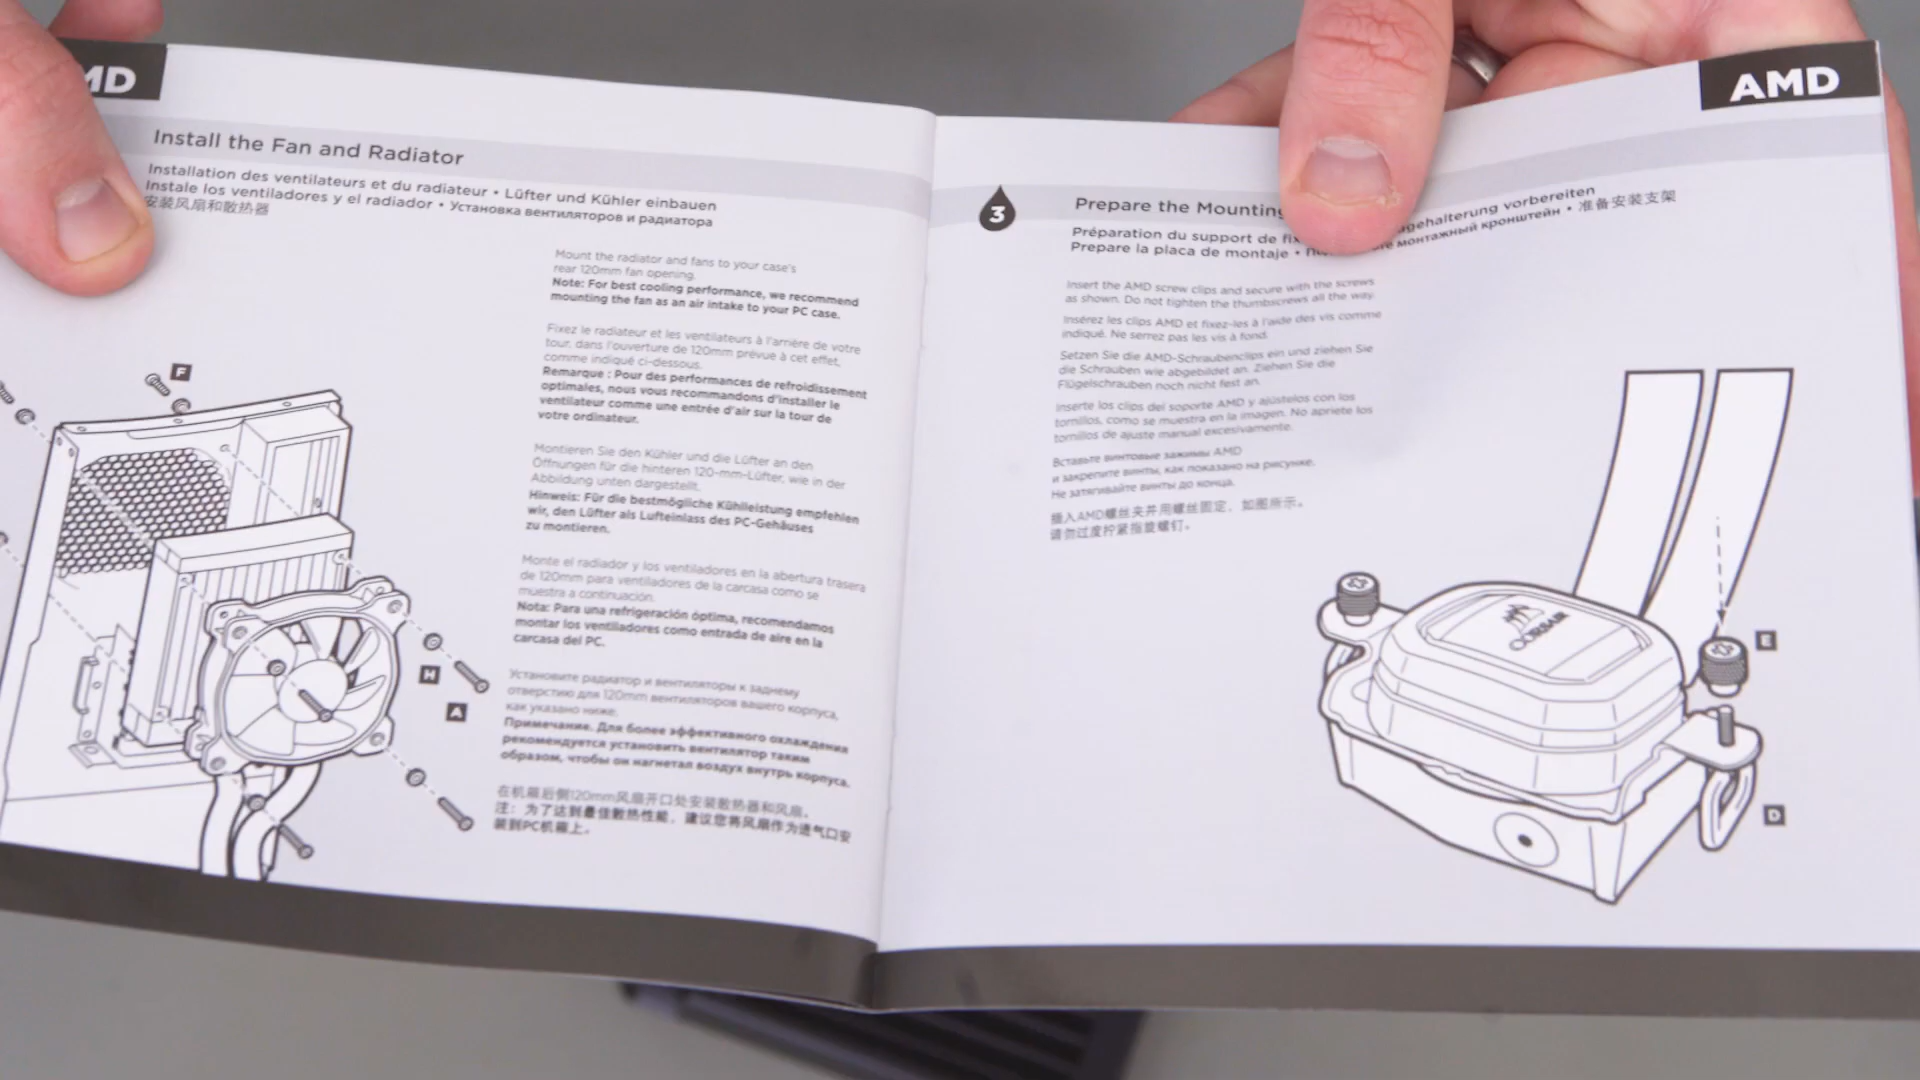 MD
Install the Fan and Radiator
Installation des ventilateurs et du radiateur • Lüfter und Kühler einbauen
Instale los ventiladores y el radiador • Установка вентиляторов и радиатора
安装风扇和散热器
Mount the radiator and fans to your case's
rear 120mm fan opening.
Note: For best cooling performance, we recommend
mounting the fan as an air intake to your PC case.
Fixez le radiateur et les ventilateurs à l'arrière de votre
tour, dans l'ouverture de 120mm prévue à cet effet,
comme indiqué ci-dessous.
Remarque : Pour des performances de refroidissement
optimales, nous vous recommandons d'installer le
ventilateur comme une entrée d'air sur la tour de
votre ordinateur.
Montieren Sie den Kühler und die Lüfter an den
Öffnungen für die hinteren 120-mm-Lüfter, wie in der
Abbildung unten dargestellt.
Hinweis: Für die bestmögliche Kühlleistung empfehlen
wir, den Lüfter als Lufteinlass des PC-Gehäuses
zu montieren.
Monte el radiador y los ventiladores en la abertura trasera
de 120mm para ventiladores de la carcasa como se
muestra a continuación.
Nota: Para una refrigeración óptima, recomendamos
montar los ventiladores como entrada de aire en la
carcasa del PC.
Установите радиатор и вентиляторы к заднему
отверстию для 120mm вентиляторов вашего корпуса,
как указано ниже.
Примечание. Для более эффективного охлаждения
рекомендуется установить вентилятор таким
образом, чтобы он нагнетал воздух внутрь корпуса.
在机箱后侧120mm风扇开口处安装散热器和风扇。
注：为了达到最佳散热性能，建议您将风扇作为进气口安
装到PC机箱上。
F
H
A
AMD
3
Prepare the Mounting
Préparation du support de fix gehalterung vorbereiten
Prepare la placa de montaje • монтажный кронштейн • 准备安装支架
Insert the AMD screw clips and secure with the screws
as shown. Do not tighten the thumbscrews all the way.
Insérez les clips AMD et fixez-les à l'aide des vis comme
indiqué. Ne serrez pas les vis à fond.
Setzen Sie die AMD-Schraubenclips ein und ziehen Sie
die Schrauben wie abgebildet an. Ziehen Sie die
Flügelschrauben noch nicht fest an.
Inserte los clips del soporte AMD y ajústelos con los
tornillos, como se muestra en la imagen. No apriete los
tornillos de ajuste manual excesivamente.
Вставьте винтовые зажимы AMD
и закрепите винты, как показано на рисунке.
Не затягивайте винты до конца.
插入AMD螺丝夹并用螺丝固定，如图所示。
请勿过度拧紧指旋螺钉。
CORSAIR
E
D